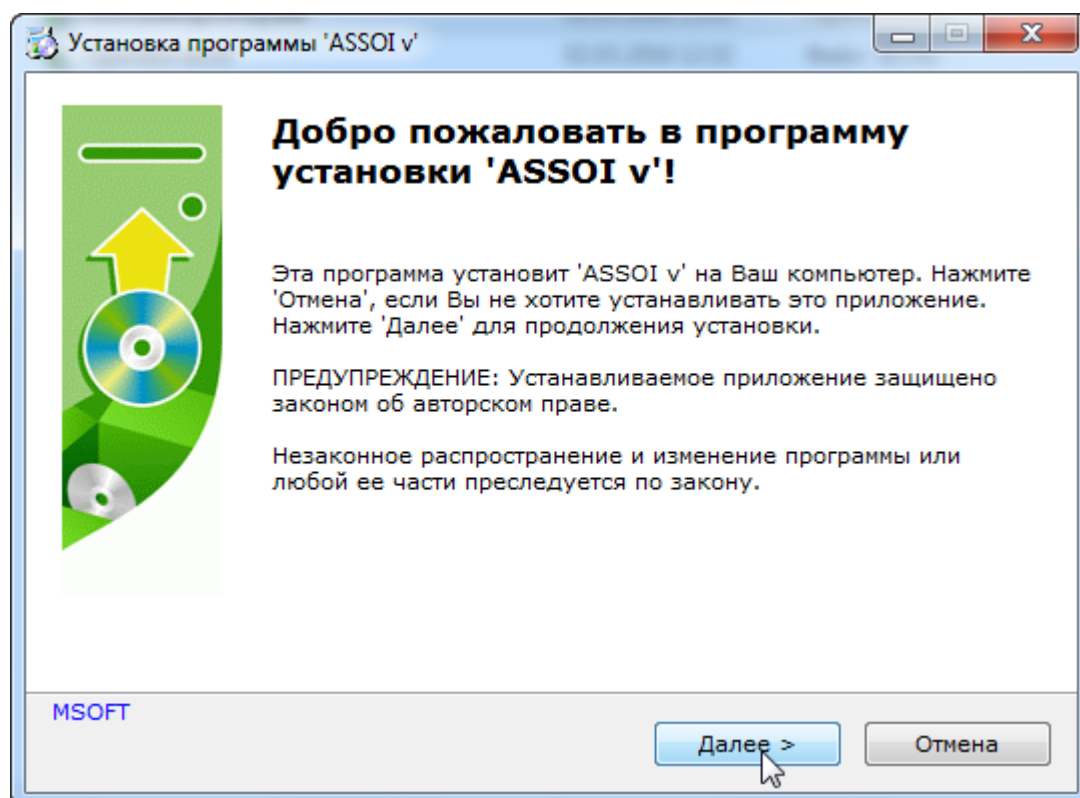 Установка программы 'ASSOI v'
Добро пожаловать в программу
установки 'ASSOI v'!
Эта программа установит 'ASSOI v' на Ваш компьютер. Нажмите
'Отмена', если Вы не хотите устанавливать это приложение.
Нажмите 'Далее' для продолжения установки.
ПРЕДУПРЕЖДЕНИЕ: Устанавливаемое приложение защищено
законом об авторском праве.
Незаконное распространение и изменение программы или
любой ее части преследуется по закону.
MSOFT
Далее >
Отмена